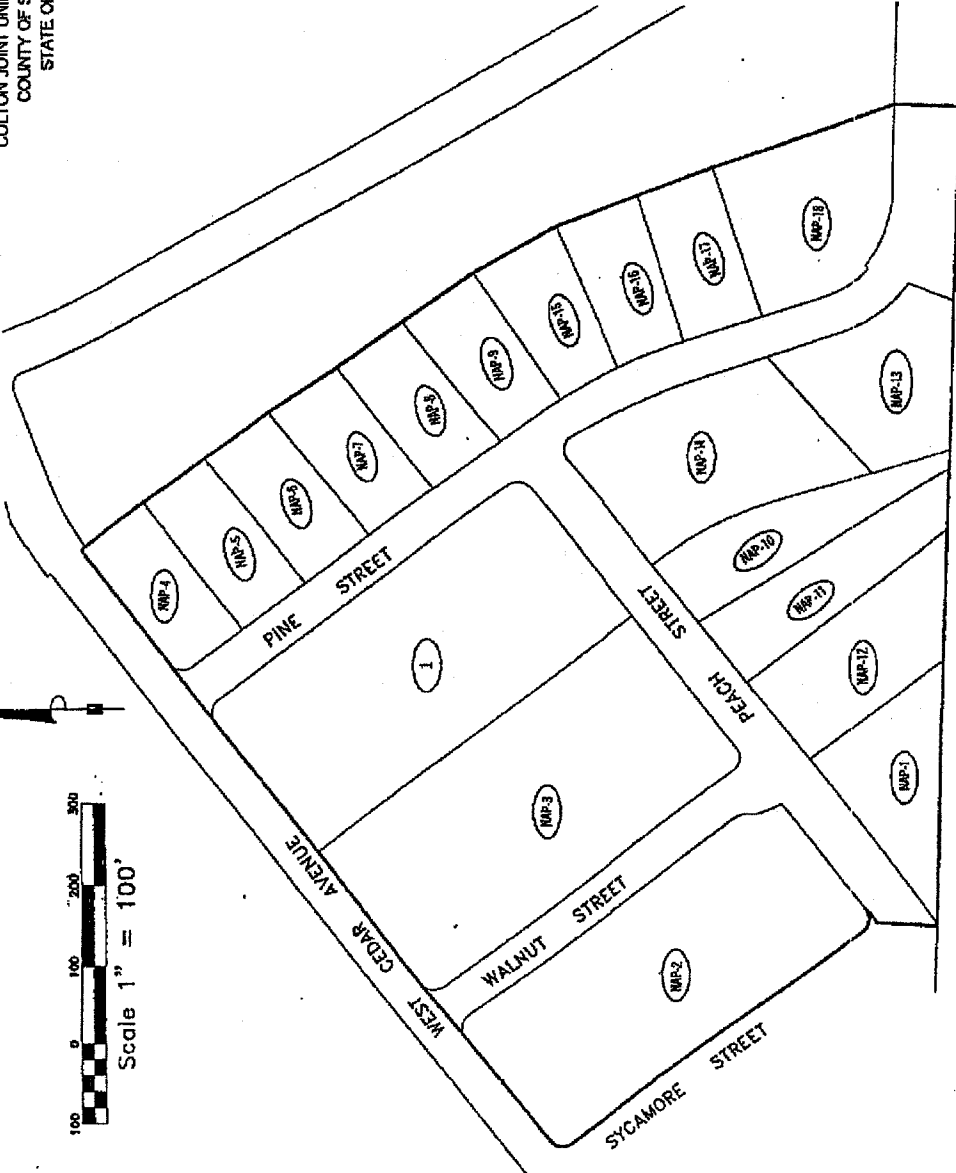 COLTON JOINT UNI
COUNTY OF S
STATE O
100 0 100 200 300
Scale 1" = 100'
NAP-4
NAP-5
NAP-6
NAP-7
NAP-8
NAP-9
NAP-15
NAP-16
NAP-17
NAP-18
PINE STREET
1
NAP-3
WEST CEDAR AVENUE
WALNUT STREET
NAP-2
SYCAMORE STREET
PEACH STREET
NAP-14
NAP-13
NAP-10
NAP-11
NAP-12
NAP-1